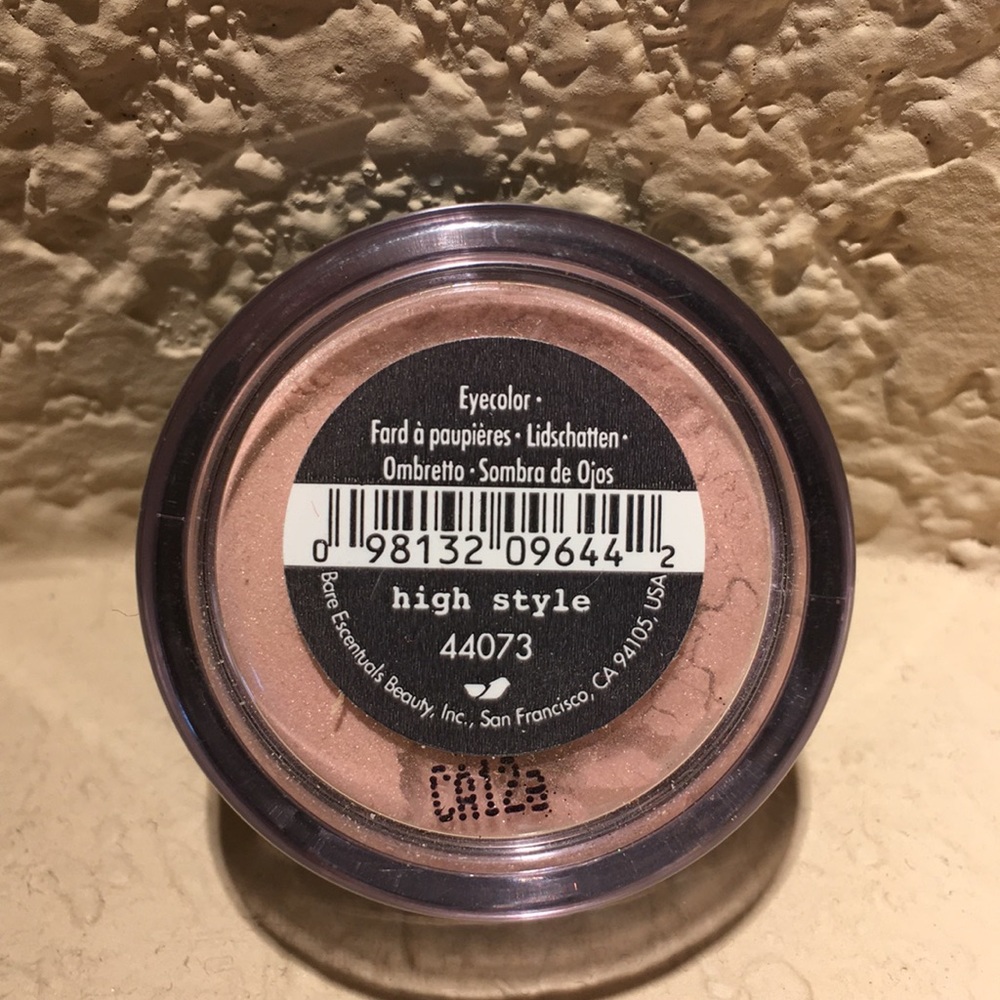 Eyecolor •
Fard à paupières • Lidschatten •
Ombretto • Sombra de Ojos
0 98132 09644 2
high style
44073
Bare Escentuals Beauty, Inc., San Francisco, CA 94105, USA
CA12a